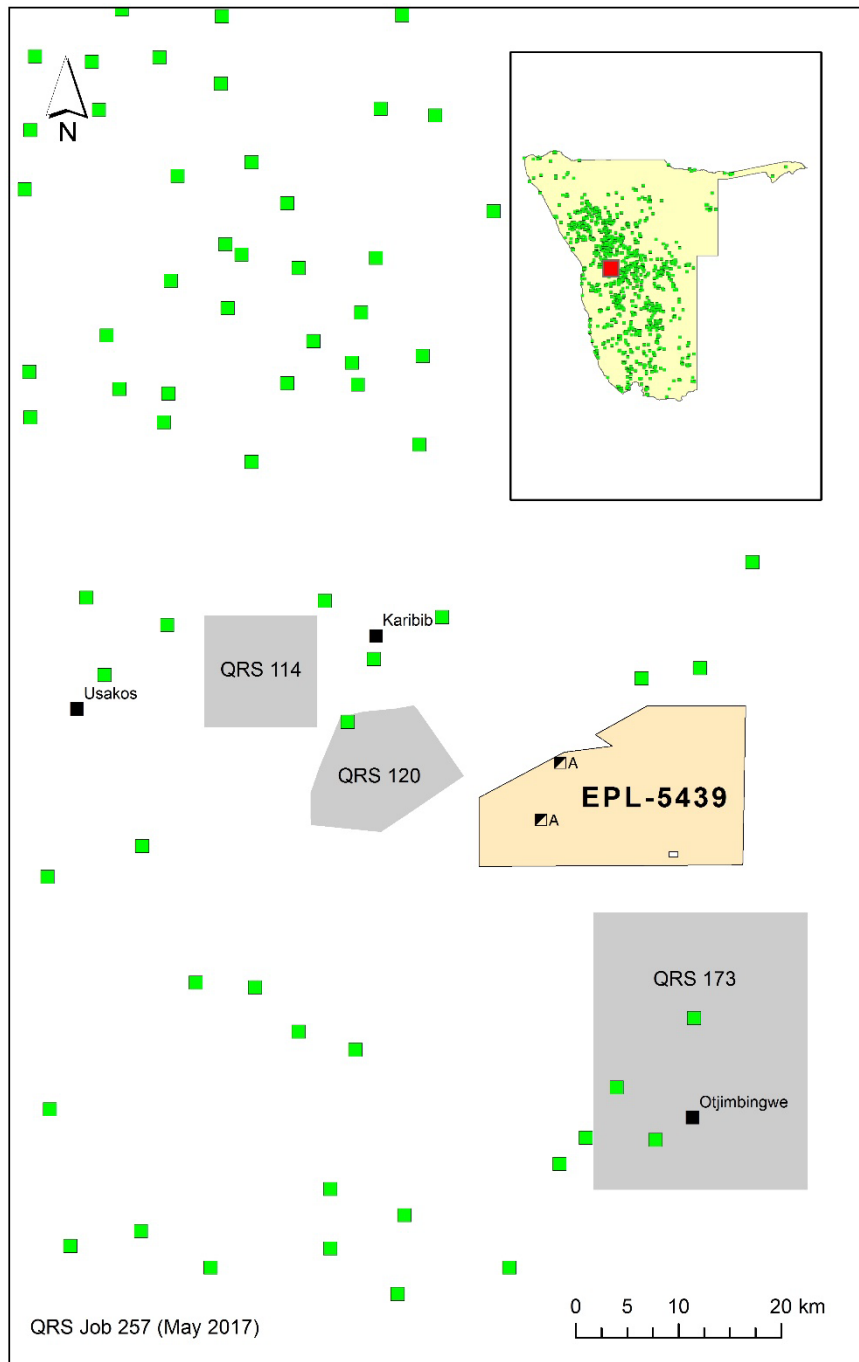 N
Karibib
QRS 114
Usakos
QRS 120
A
EPL-5439
A
QRS 173
Otjimbingwe
0 5 10 20 km
QRS Job 257 (May 2017)